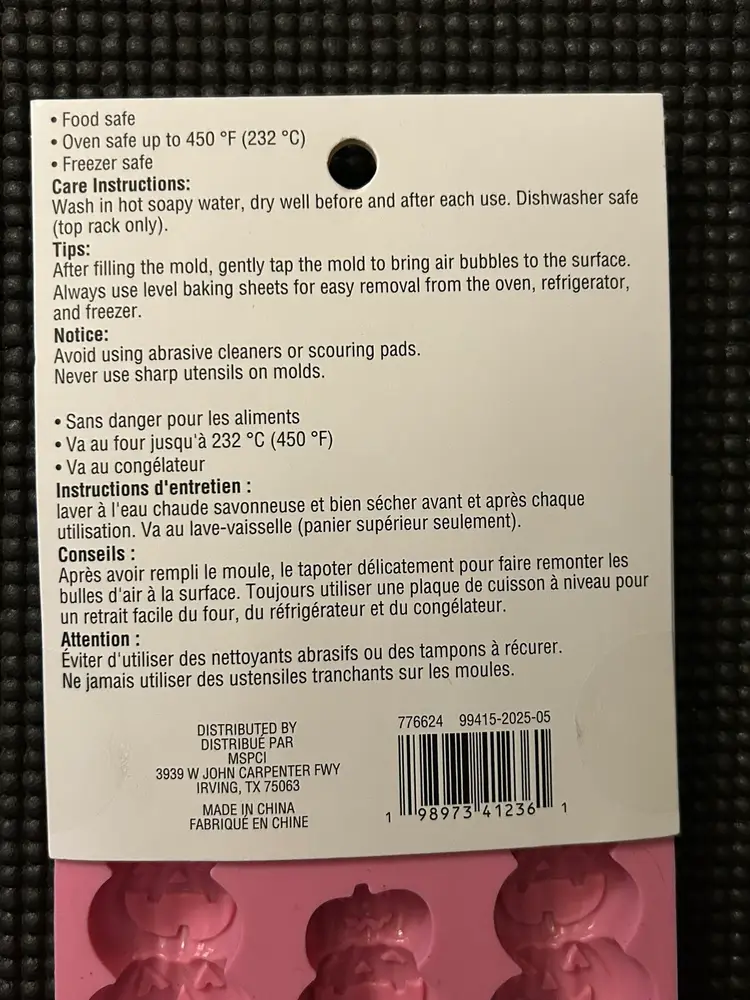 • Food safe
• Oven safe up to 450 °F (232 °C)
• Freezer safe
Care Instructions:
Wash in hot soapy water, dry well before and after each use. Dishwasher safe
(top rack only).
Tips:
After filling the mold, gently tap the mold to bring air bubbles to the surface.
Always use level baking sheets for easy removal from the oven, refrigerator,
and freezer.
Notice:
Avoid using abrasive cleaners or scouring pads.
Never use sharp utensils on molds.
• Sans danger pour les aliments
• Va au four jusqu'à 232 °C (450 °F)
• Va au congélateur
Instructions d'entretien :
laver à l'eau chaude savonneuse et bien sécher avant et après chaque
utilisation. Va au lave-vaisselle (panier supérieur seulement).
Conseils :
Après avoir rempli le moule, le tapoter délicatement pour faire remonter les
bulles d'air à la surface. Toujours utiliser une plaque de cuisson à niveau pour
un retrait facile du four, du réfrigérateur et du congélateur.
Attention :
Éviter d'utiliser des nettoyants abrasifs ou des tampons à récurer.
Ne jamais utiliser des ustensiles tranchants sur les moules.
DISTRIBUTED BY
DISTRIBUÉ PAR
MSPCI
3939 W JOHN CARPENTER FWY
IRVING, TX 75063
MADE IN CHINA
FABRIQUÉ EN CHINE
776624 99415-2025-05
1 98973 41236 1